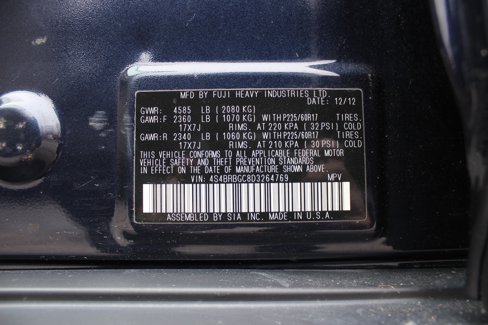 MFD BY FUJI HEAVY INDUSTRIES LTD.
DATE: 12/12
GVWR: 4585 LB (2080 KG)
GAWR:F 2360 LB (1070 KG) WITH P225/60R17 TIRES.
17X7J RIMS. AT 220 KPA (32 PSI) COLD
GAWR:R 2340 LB (1060 KG) WITH P225/60R17 TIRES.
17X7J RIMS. AT 210 KPA (30 PSI) COLD
THIS VEHICLE CONFORMS TO ALL APPLICABLE FEDERAL MOTOR
VEHICLE SAFETY AND THEFT PREVENTION STANDARDS
IN EFFECT ON THE DATE OF MANUFACTURE SHOWN ABOVE.
VIN: 4S4BRBGC8D3264769 MPV
ASSEMBLED BY SIA INC. MADE IN U.S.A.